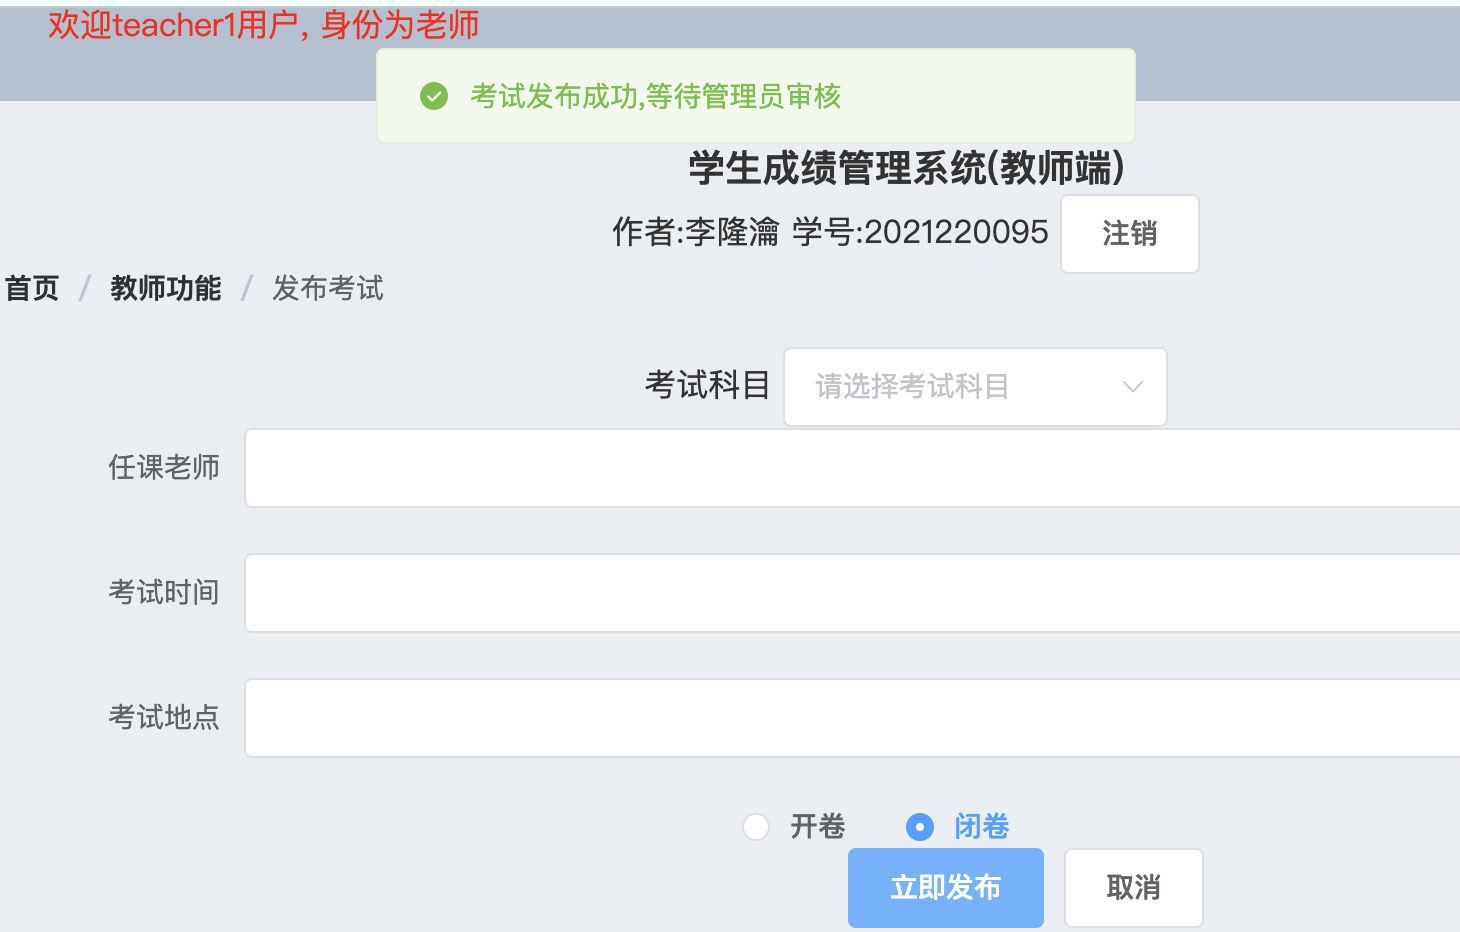 欢迎teacher1用户, 身份为老师
考试发布成功,等待管理员审核
学生成绩管理系统(教师端)
作者:李隆瀹 学号:2021220095 注销
首页 / 教师功能 / 发布考试
考试科目 请选择考试科目
任课老师
考试时间
考试地点
开卷 闭卷
立即发布 取消